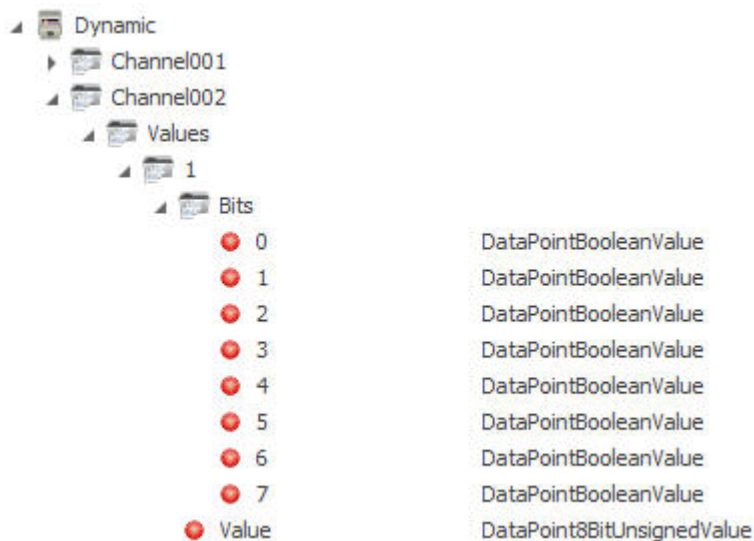 Dynamic
Channel001
Channel002
Values
1
Bits
0 DataPointBooleanValue
1 DataPointBooleanValue
2 DataPointBooleanValue
3 DataPointBooleanValue
4 DataPointBooleanValue
5 DataPointBooleanValue
6 DataPointBooleanValue
7 DataPointBooleanValue
Value DataPoint8BitUnsignedValue